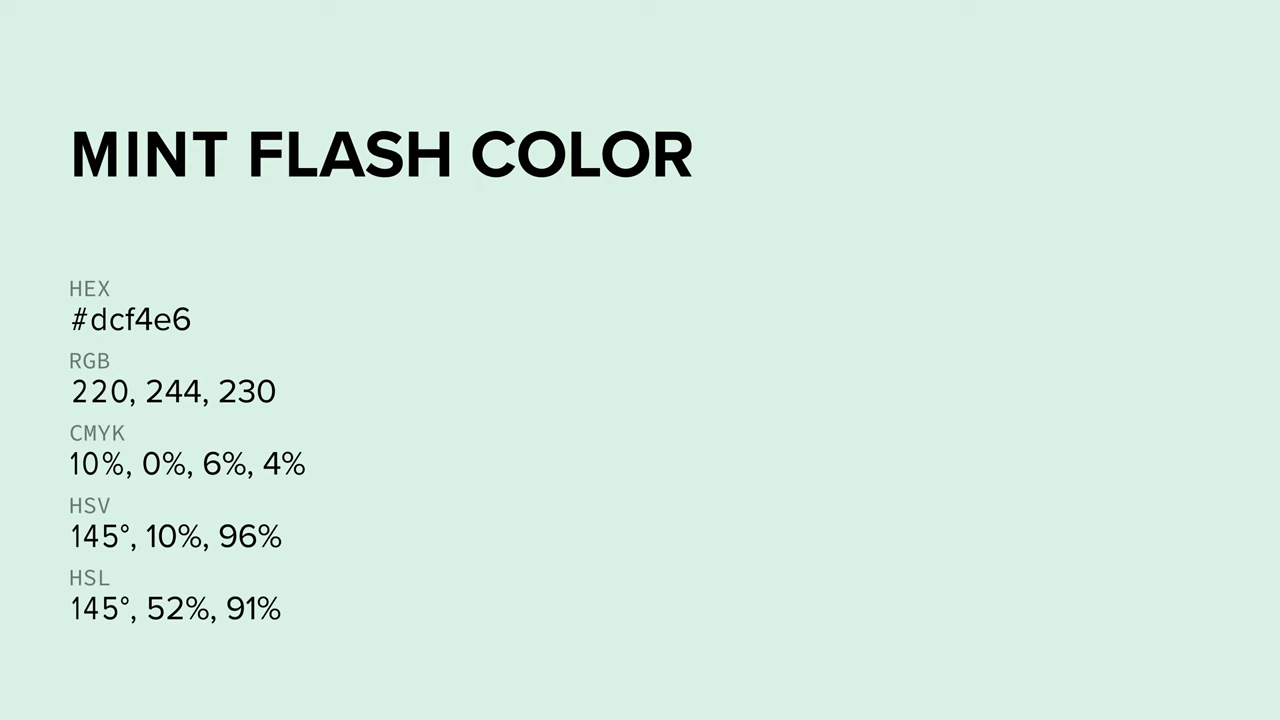 MINT FLASH COLOR
HEX
#dcf4e6
RGB
220, 244, 230
CMYK
10%, 0%, 6%, 4%
HSV
145°, 10%, 96%
HSL
145°, 52%, 91%